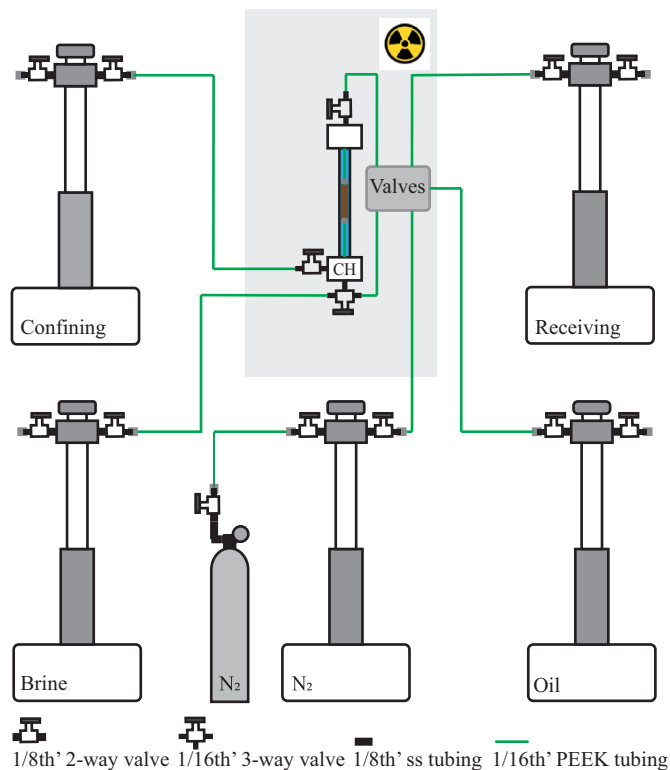 Valves
CH
Confining
Receiving
Brine
N₂
N₂
Oil
1/8th' 2-way valve 1/16th' 3-way valve 1/8th' ss tubing 1/16th' PEEK tubing